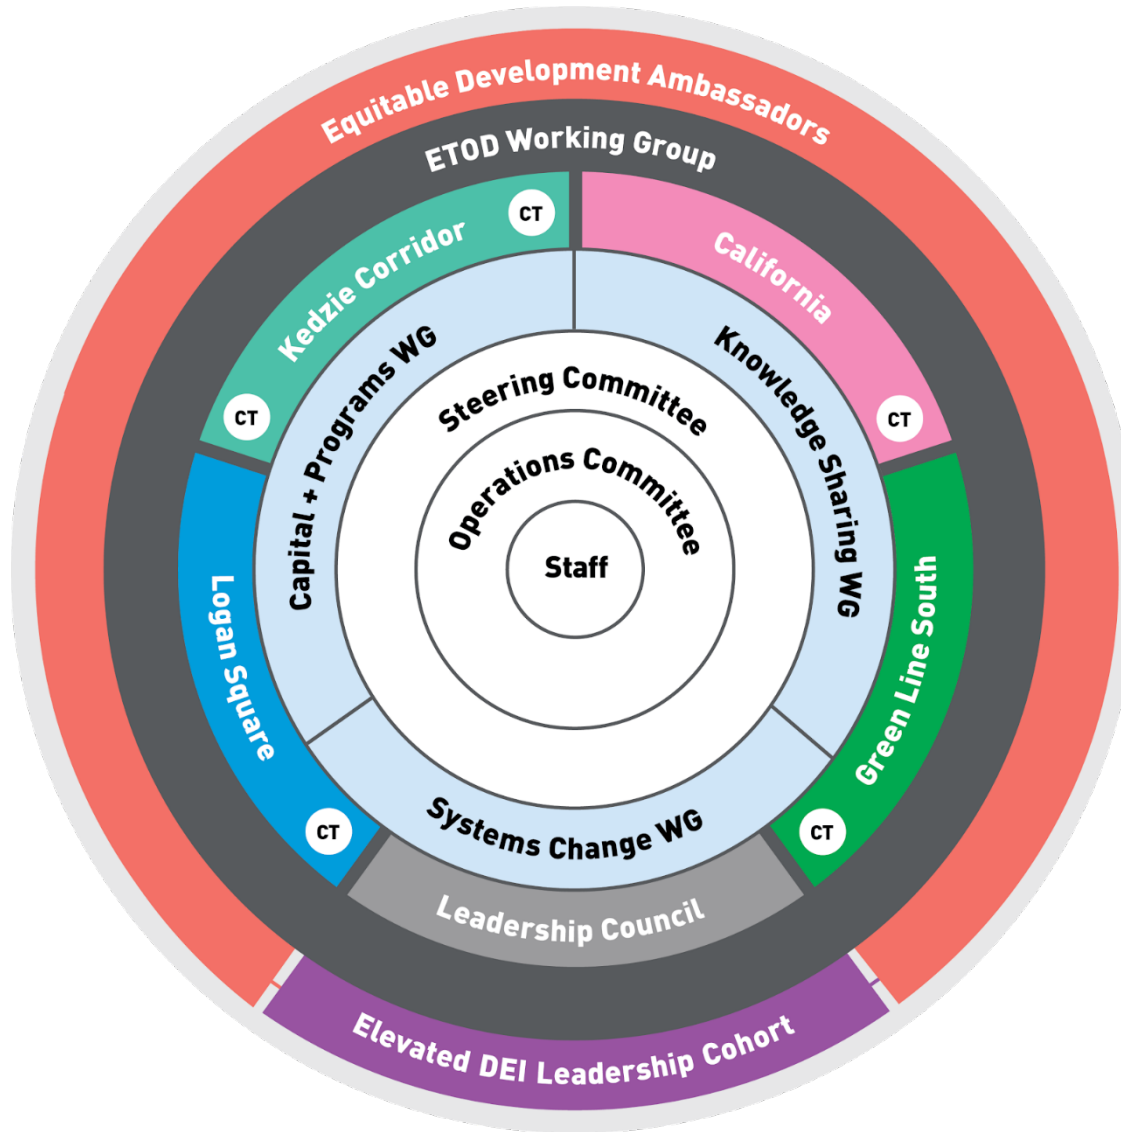 Equitable Development Ambassadors
ETOD Working Group
CT
Kedzie Corridor
CT
California
CT
Capital + Programs WG
Knowledge Sharing WG
Steering Committee
Operations Committee
Staff
Logan Square
CT
Green Line South
CT
Systems Change WG
Leadership Council
Elevated DEI Leadership Cohort